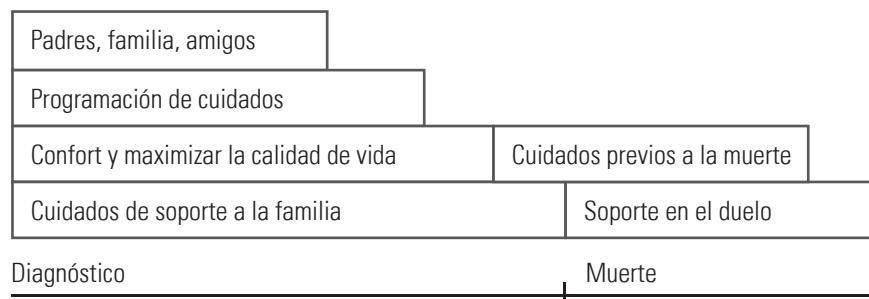 Padres, familia, amigos
Programación de cuidados
Confort y maximizar la calidad de vida
Cuidados previos a la muerte
Cuidados de soporte a la familia
Soporte en el duelo
Diagnóstico
Muerte